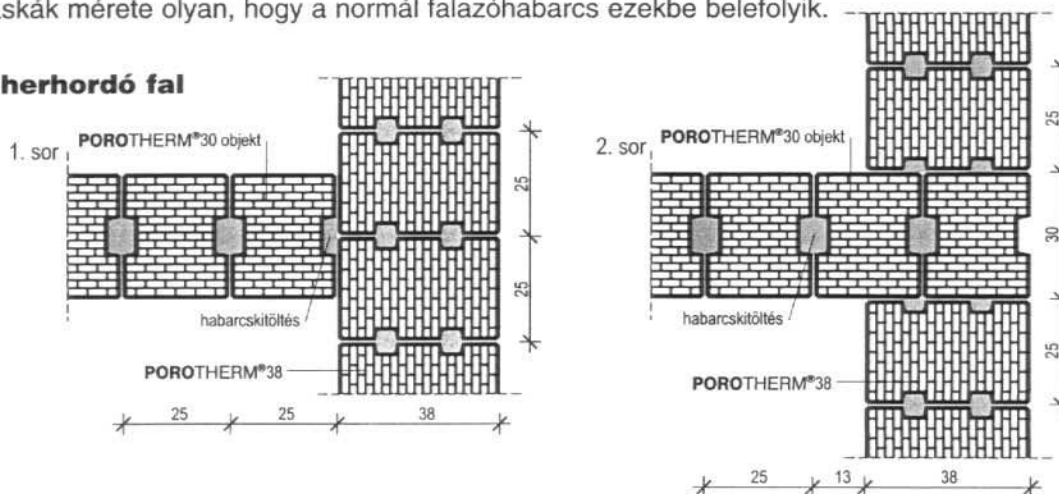 áskák mérete olyan, hogy a normál falazóhabarcs ezekbe belefolyik.
herhordó fal
1. sor
POROTHERM®30 objekt
25
25
habarcskitöltés
POROTHERM®38
25
25
38
2. sor
POROTHERM®30 objekt
25
30
25
habarcskitöltés
POROTHERM®38
25
13
38